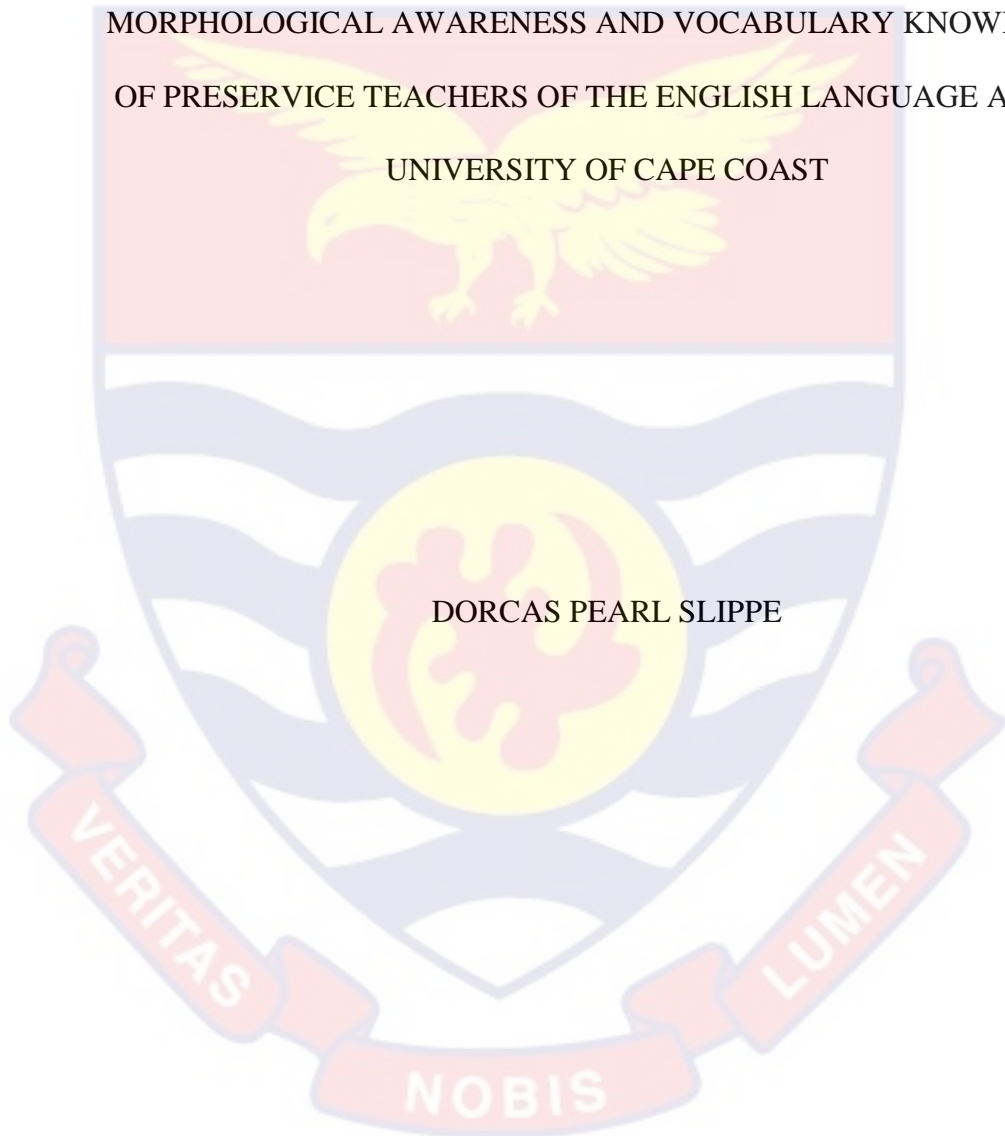 MORPHOLOGICAL AWARENESS AND VOCABULARY
OF PRESERVICE TEACHERS OF THE ENGLISH LANGUAGE
UNIVERSITY OF CAPE COAST
DORCAS PEARL SLIPPE
VERITAS
NOBIS
LUMEN